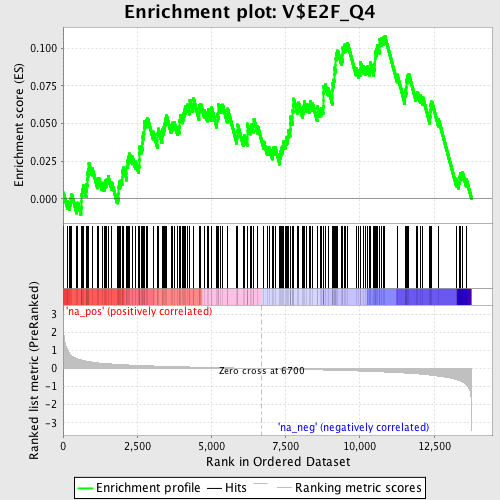 Enrichment plot: V$E2F_Q4
Enrichment score (ES)
0.100
0.075
0.050
0.025
0.000
Ranked list metric (PreRanked)
3
2
1
0
-1
-2
-3
'na_pos' (positively correlated)
Zero cross at 6700
'na_neg' (negatively correlated)
0
2,500
5,000
7,500
10,000
12,500
Rank in Ordered Dataset
Enrichment profile
Hits
Ranking metric scores